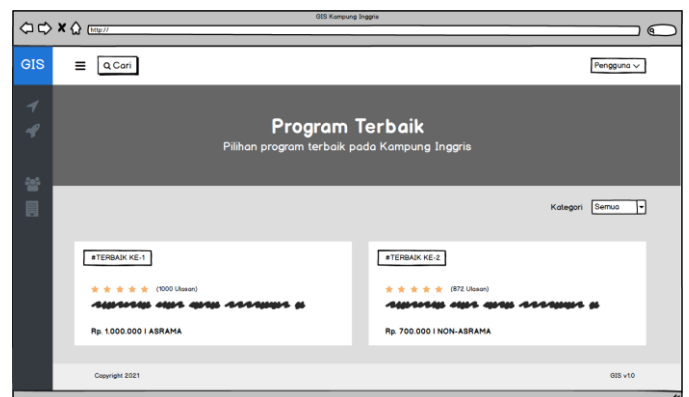 GIS Kampung Inggris
http://
GIS
Cari
Pengguna
Program Terbaik
Pilihan program terbaik pada Kampung Inggris
Kategori Semua
#TERBAIK KE-1
(1000 Ulasan)
Rp. 1.000.000 | ASRAMA
#TERBAIK KE-2
(872 Ulasan)
Rp. 700.000 | NON-ASRAMA
Copyright 2021
GIS v1.0